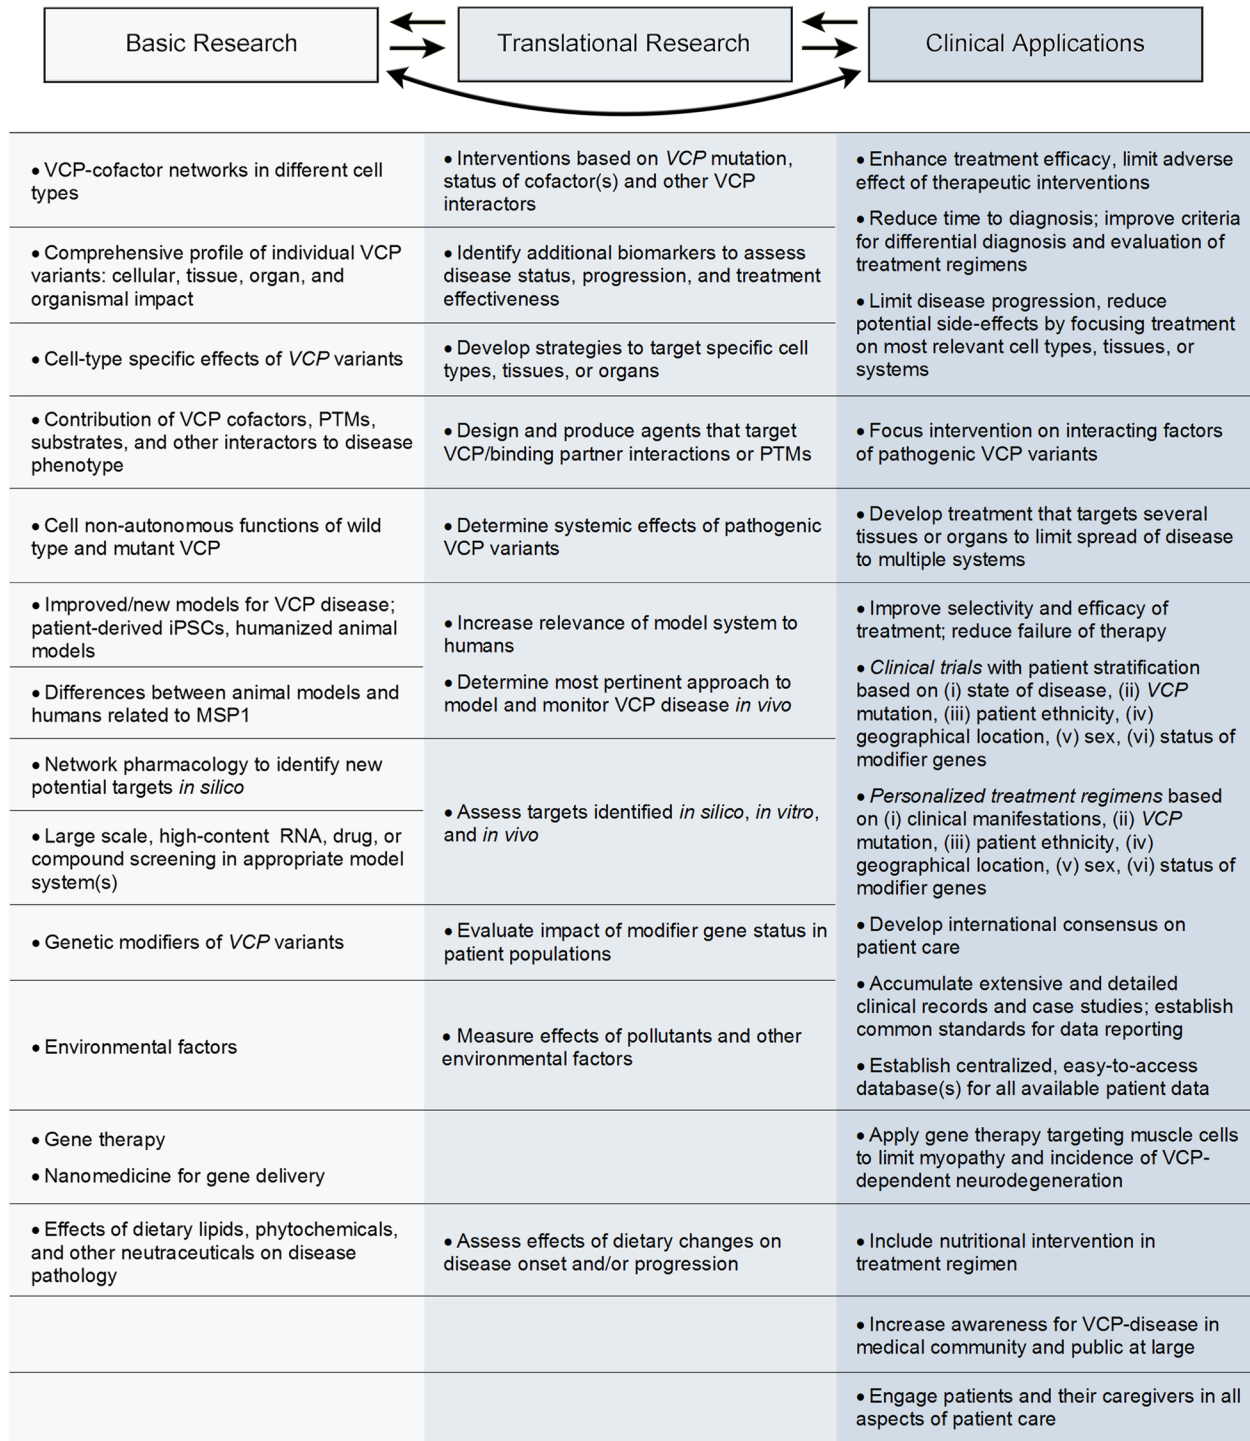 Basic Research
Translational Research
Clinical Applications
• VCP-cofactor networks in different cell
types
• Interventions based on VCP mutation,
status of cofactor(s) and other VCP
interactors
• Enhance treatment efficacy, limit adverse
effect of therapeutic interventions
• Reduce time to diagnosis; improve criteria
for differential diagnosis and evaluation of
treatment regimens
• Limit disease progression, reduce
potential side-effects by focusing treatment
on most relevant cell types, tissues, or
systems
• Comprehensive profile of individual VCP
variants: cellular, tissue, organ, and
organismal impact
• Identify additional biomarkers to assess
disease status, progression, and treatment
effectiveness
• Cell-type specific effects of VCP variants
• Develop strategies to target specific cell
types, tissues, or organs
• Contribution of VCP cofactors, PTMs,
substrates, and other interactors to disease
phenotype
• Design and produce agents that target
VCP/binding partner interactions or PTMs
• Focus intervention on interacting factors
of pathogenic VCP variants
• Cell non-autonomous functions of wild
type and mutant VCP
• Determine systemic effects of pathogenic
VCP variants
• Develop treatment that targets several
tissues or organs to limit spread of disease
to multiple systems
• Improved/new models for VCP disease;
patient-derived iPSCs, humanized animal
models
• Differences between animal models and
humans related to MSP1
• Increase relevance of model system to
humans
• Determine most pertinent approach to
model and monitor VCP disease in vivo
• Improve selectivity and efficacy of
treatment; reduce failure of therapy
• Clinical trials with patient stratification
based on (i) state of disease, (ii) VCP
mutation, (iii) patient ethnicity, (iv)
geographical location, (v) sex, (vi) status of
modifier genes
• Personalized treatment regimens based
on (i) clinical manifestations, (ii) VCP
mutation, (iii) patient ethnicity, (iv)
geographical location, (v) sex, (vi) status of
modifier genes
• Develop international consensus on
patient care
• Accumulate extensive and detailed
clinical records and case studies; establish
common standards for data reporting
• Establish centralized, easy-to-access
database(s) for all available patient data
• Network pharmacology to identify new
potential targets in silico
• Large scale, high-content RNA, drug, or
compound screening in appropriate model
system(s)
• Assess targets identified in silico, in vitro,
and in vivo
• Genetic modifiers of VCP variants
• Evaluate impact of modifier gene status in
patient populations
• Environmental factors
• Measure effects of pollutants and other
environmental factors
• Gene therapy
• Nanomedicine for gene delivery
• Apply gene therapy targeting muscle cells
to limit myopathy and incidence of VCP-
dependent neurodegeneration
• Effects of dietary lipids, phytochemicals,
and other neutraceuticals on disease
pathology
• Assess effects of dietary changes on
disease onset and/or progression
• Include nutritional intervention in
treatment regimen
• Increase awareness for VCP-disease in
medical community and public at large
• Engage patients and their caregivers in all
aspects of patient care